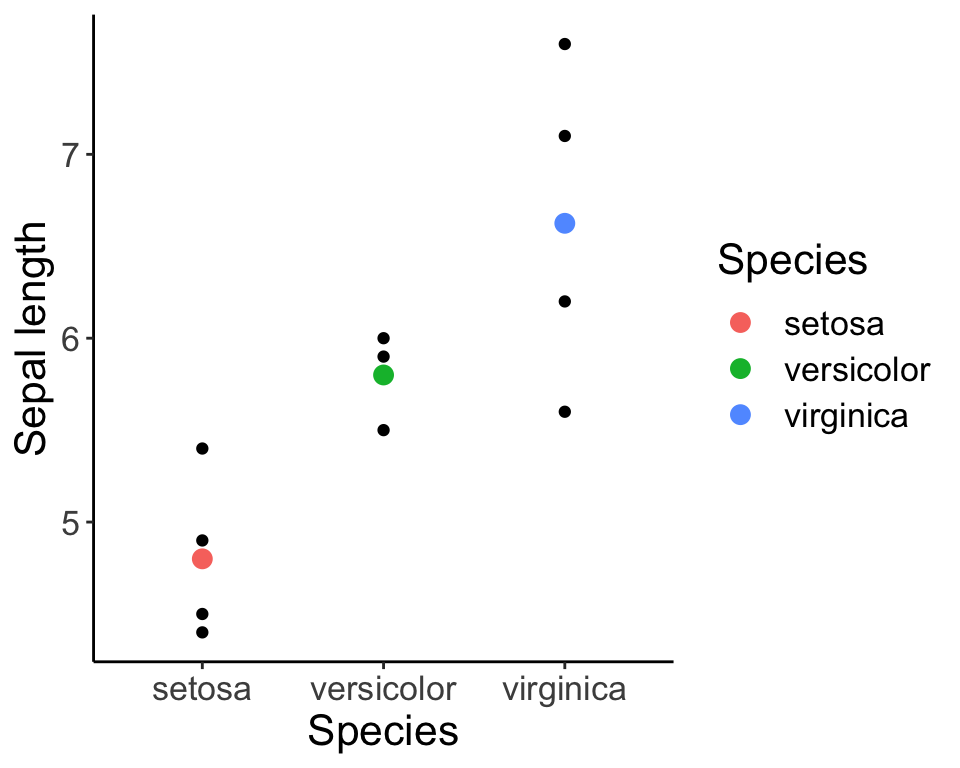 Sepal length
7
6
5
setosa
versicolor
virginica
Species
Species
setosa
versicolor
virginica